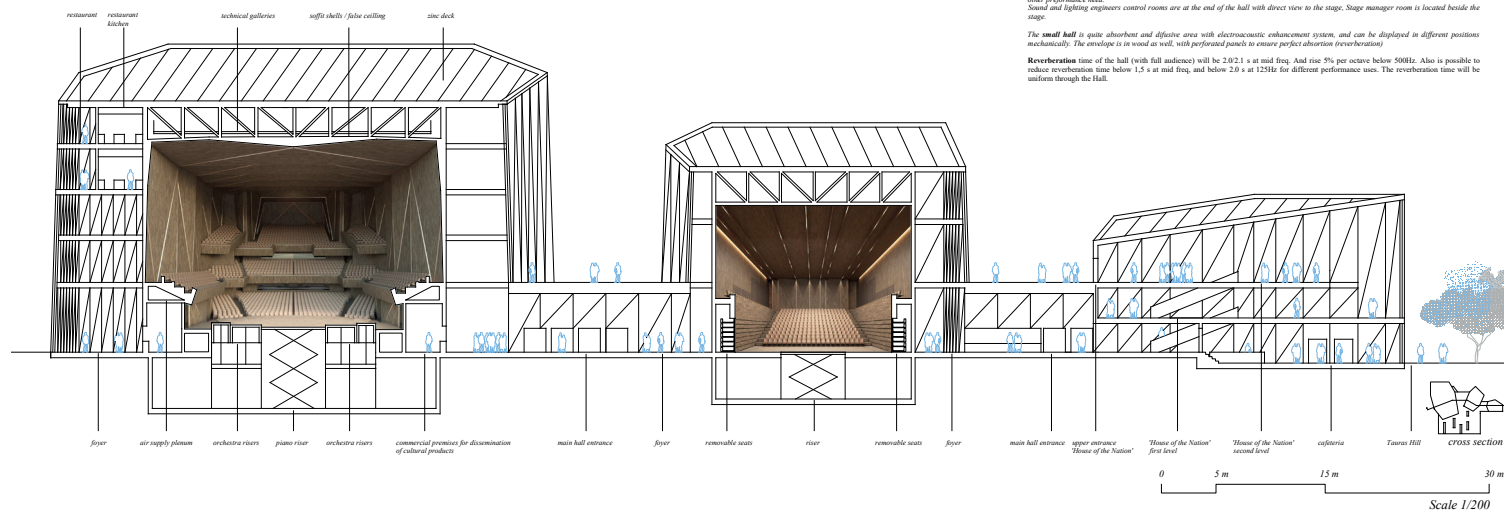 other preformance need.
Sound and lighting engineers control rooms are at the end of the hall with direct view to the stage, Stage manager room is located beside the
stage.
The small hall is quite absorbent and difusive area with electroacoustic enhancement system, and can be displayed in different positions
mechanically. The envelope is in wood as well, with perforated panels to ensure perfect absortion (reverberation)
Reverberation time of the hall (with full audience) will be 2.0/2.1 s at mid freq. And rise 5% per octave below 500Hz. Also is possible to
reduce reverberation time below 1,5 s at mid freq, and below 2.0 s at 125Hz for different performance uses. The reverberation time will be
uniform through the Hall.
restaurant
restaurant
kitchen
technical galleries
soffit shells / false ceilling
zinc deck
foyer
air supply plenum
orchestra risers
piano riser
orchestra risers
commercial premises for dissemination
of cultural products
main hall entrance
foyer
removable seats
riser
removable seats
foyer
main hall entrance
upper entrance
'House of the Nation'
'House of the Nation'
first level
'House of the Nation'
second level
cafeteria
Tauras Hill
cross section
0 5 m 15 m 30 m
Scale 1/200